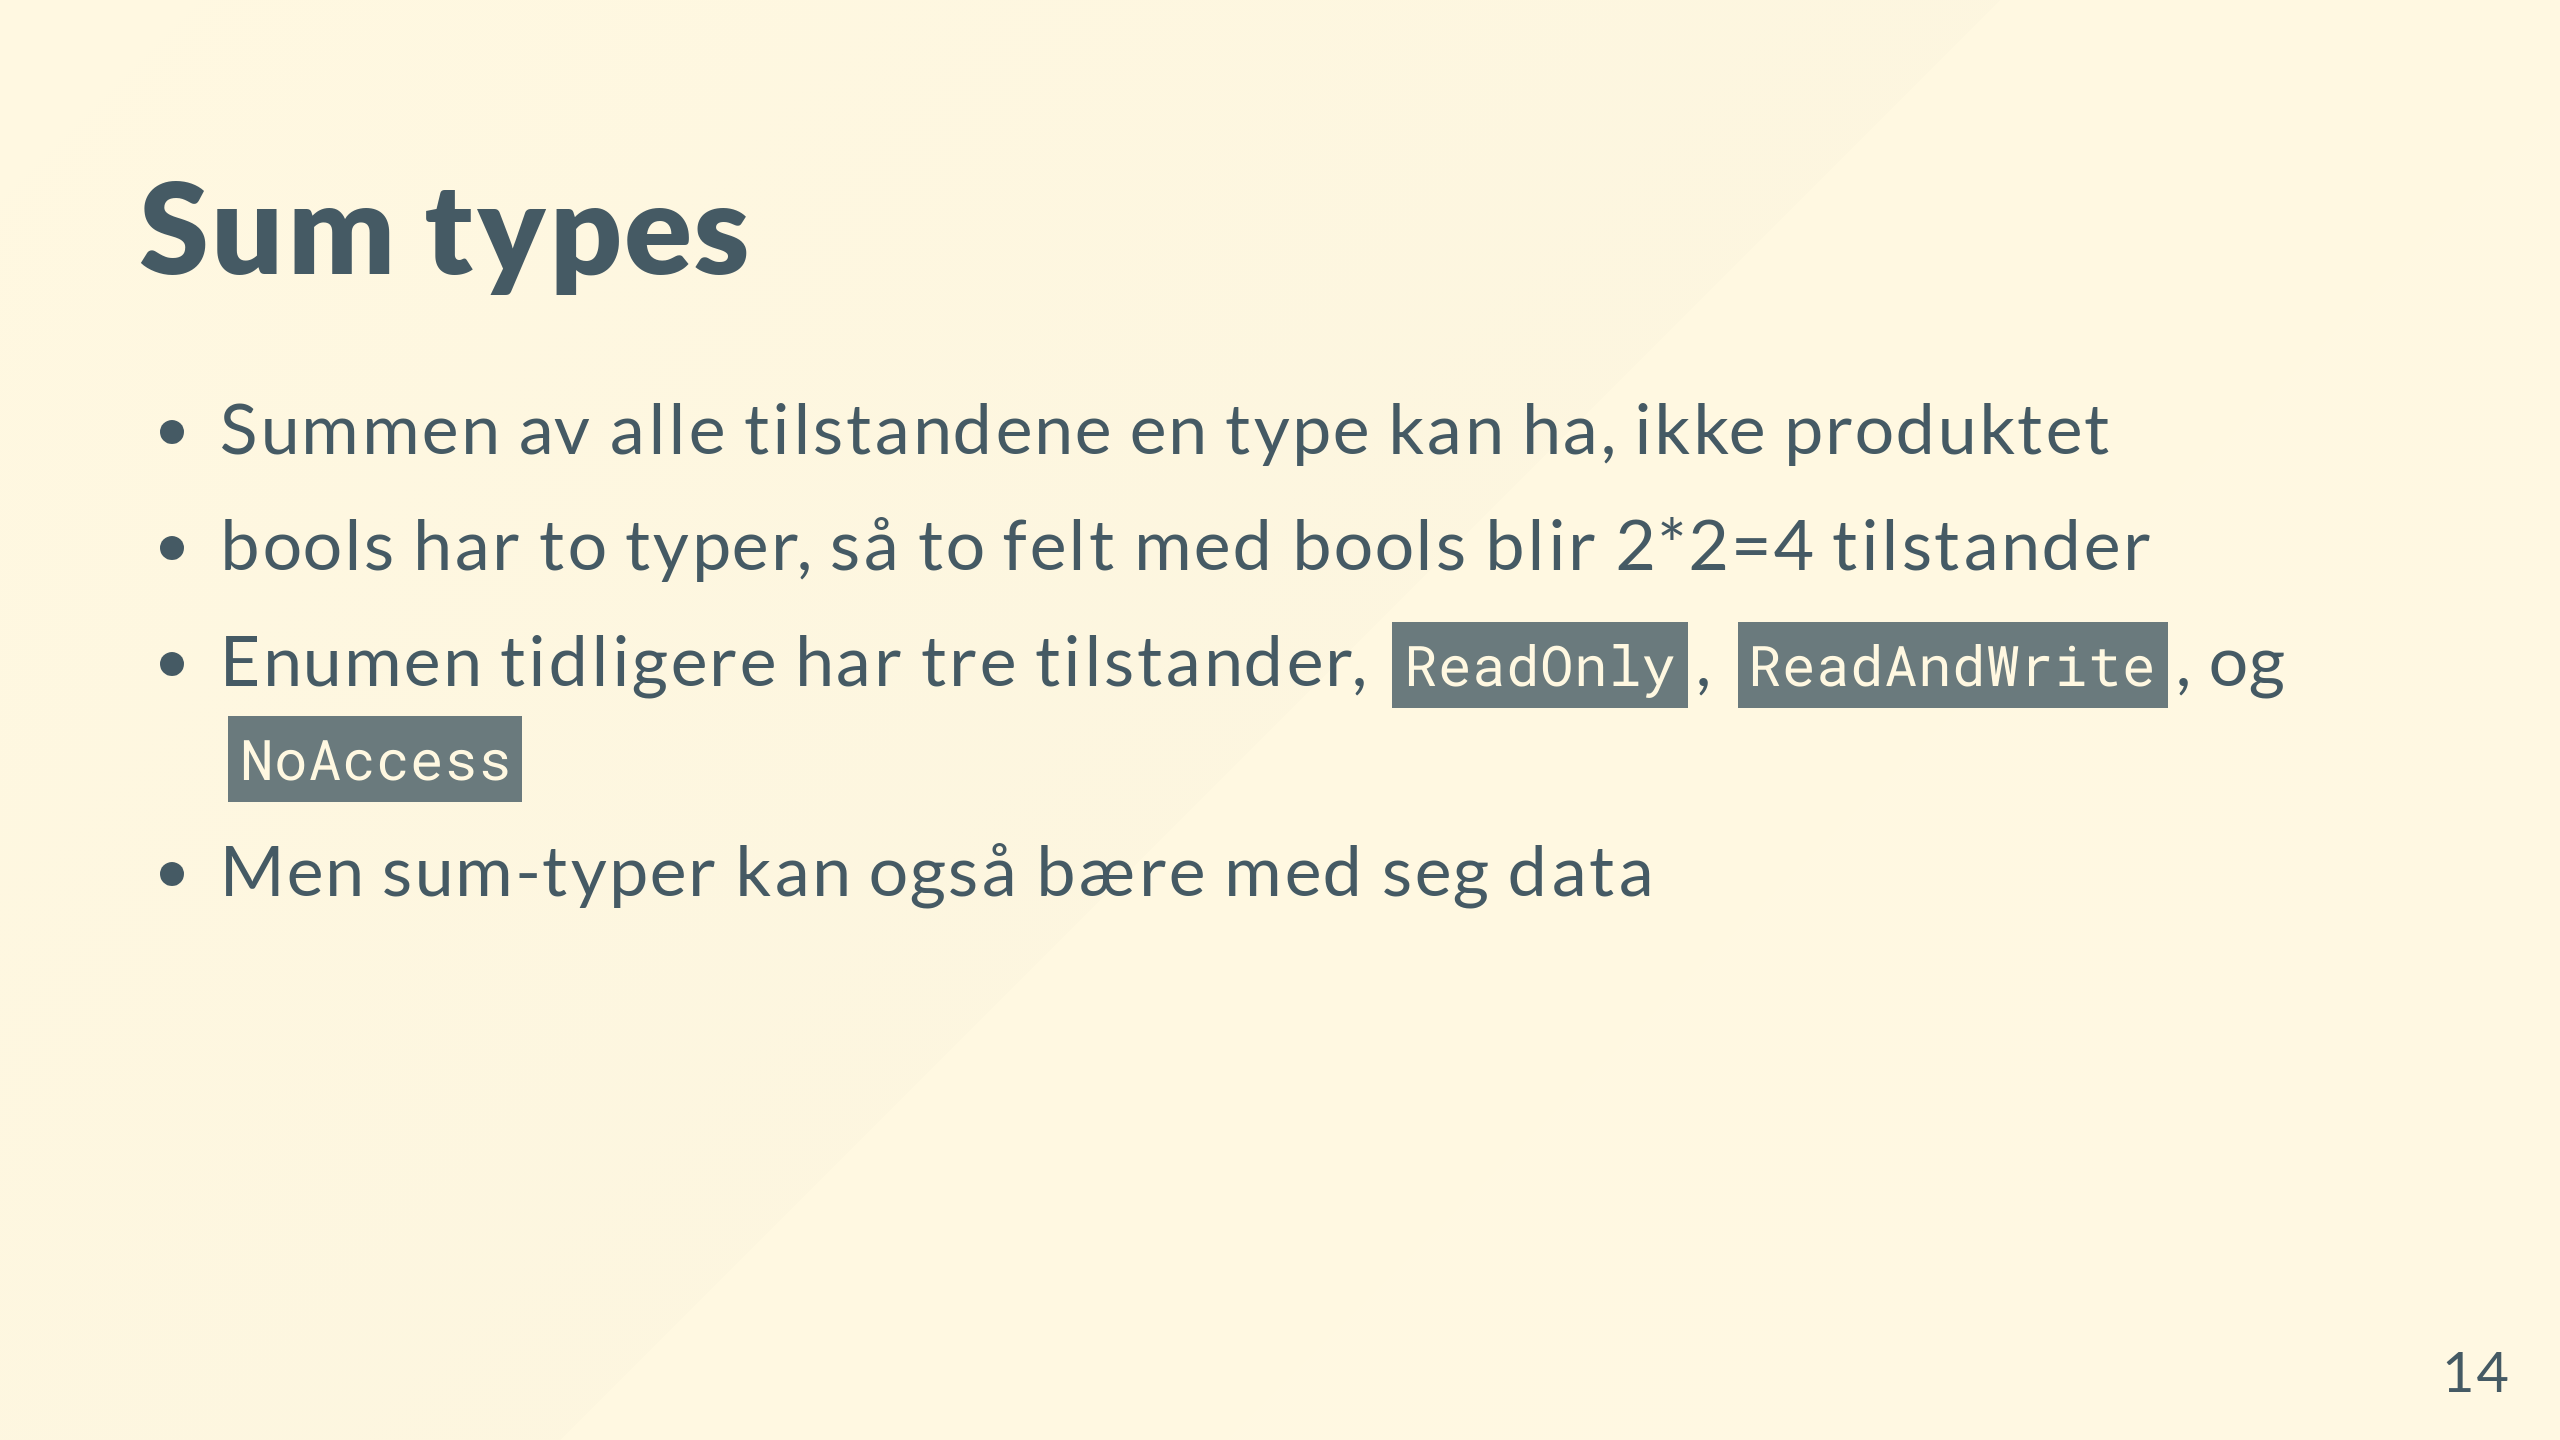 Sum types
• Summen av alle tilstandene en type kan ha, ikke produktet
• bools har to typer, så to felt med bools blir 2*2=4 tilstander
• Enumen tidligere har tre tilstander, ReadOnly, ReadAndWrite, og
NoAccess
• Men sum-typer kan også bære med seg data
14